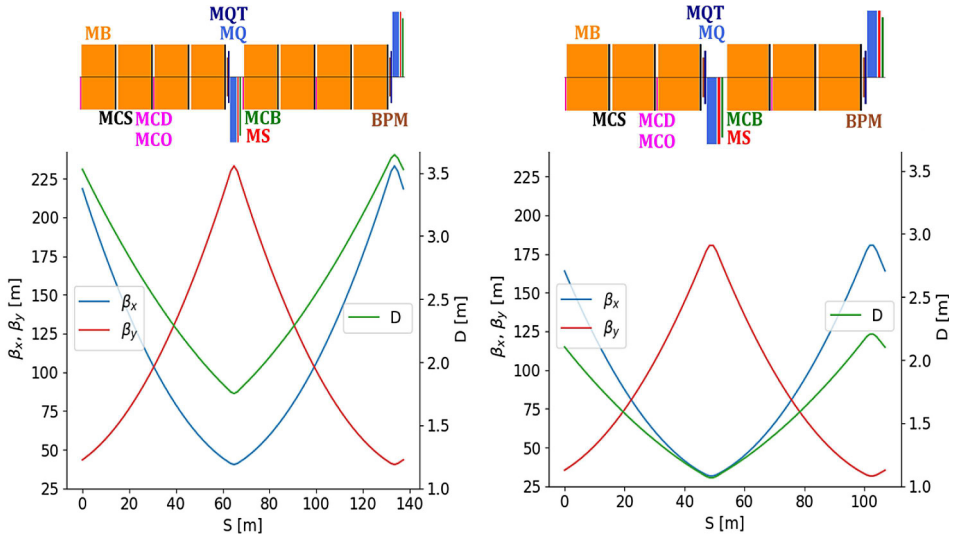 MQT
MB
MQ
MCS
MCD
MCB
BPM
MCO
MS
225
200
175
150
125
100
75
50
25
βx, βy [m]
βx
βy
D
3.5
3.0
2.5
2.0
1.5
1.0
D [m]
0 20 40 60 80 100 120 140
S [m]
MQT
MB
MQ
MCS
MCD
MCB
BPM
MCO
MS
225
200
175
150
125
100
75
50
25
βx, βy [m]
βx
βy
D
3.5
3.0
2.5
2.0
1.5
1.0
D [m]
0 20 40 60 80 100
S [m]